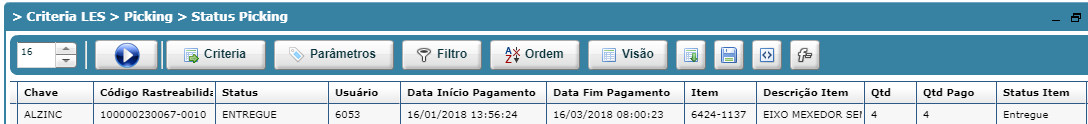 > Criteria LES > Picking > Status Picking
16 Criteria Parâmetros Filtro Ordem Visão
Chave Código Rastreabilida Status Usuário Data Início Pagamento Data Fim Pagamento Item Descrição Item Qtd Qtd Pago Status Item
ALZINC 100000230067-0010 ENTREGUE 6053 16/01/2018 13:56:24 16/03/2018 08:00:23 6424-1137 EIXO MEXEDOR SEM 4 4 Entregue